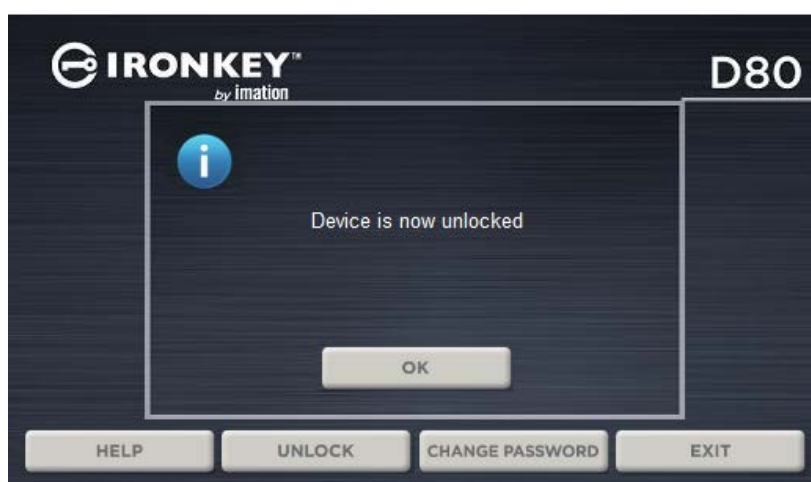 IRONKEY™
by imation
D80
i
Device is now unlocked
OK
HELP UNLOCK CHANGE PASSWORD EXIT